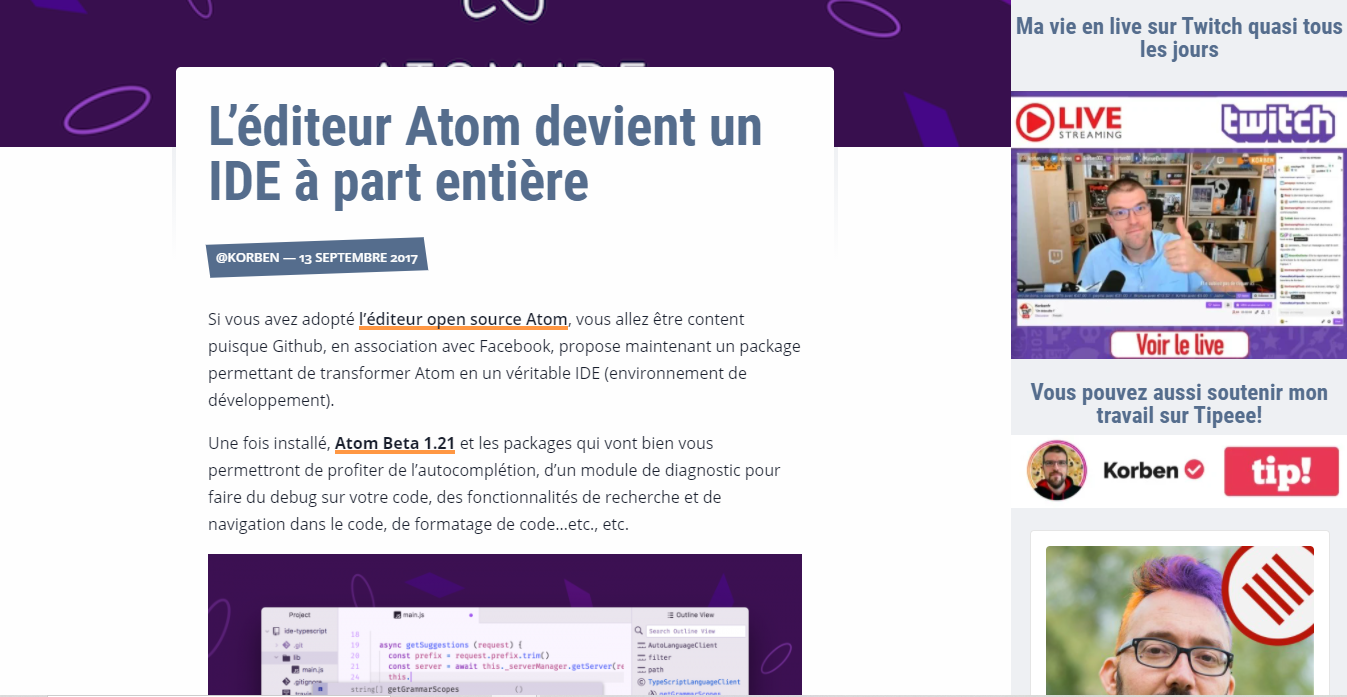 ATOM IDE
L'éditeur Atom devient un
IDE à part entière
@KORBEN — 13 SEPTEMBRE 2017
Si vous avez adopté l'éditeur open source Atom, vous allez être content
puisque Github, en association avec Facebook, propose maintenant un package
permettant de transformer Atom en un véritable IDE (environnement de
développement).
Une fois installé, Atom Beta 1.21 et les packages qui vont bien vous
permettront de profiter de l'autocomplétion, d'un module de diagnostic pour
faire du debug sur votre code, des fonctionnalités de recherche et de
navigation dans le code, de formatage de code...etc., etc.
Project
ide-typescript
.git
lib
main.js
.gitignore
main.js
18
19 async getSuggestions (request) {
20 const prefix = request.prefix.trim()
21 const server = await this._serverManager.getServer(re
24 this.
string[] getGrammarScopes ()
Outline View
Search Outline View
AutoLanguageClient
filter
path
TypeScriptLanguageClient
getGrammarScopes
Ma vie en live sur Twitch quasi tous
les jours
LIVE
STREAMING
twitch
KORBEN
Voir le live
Vous pouvez aussi soutenir mon
travail sur Tipeee!
Korben
tip!